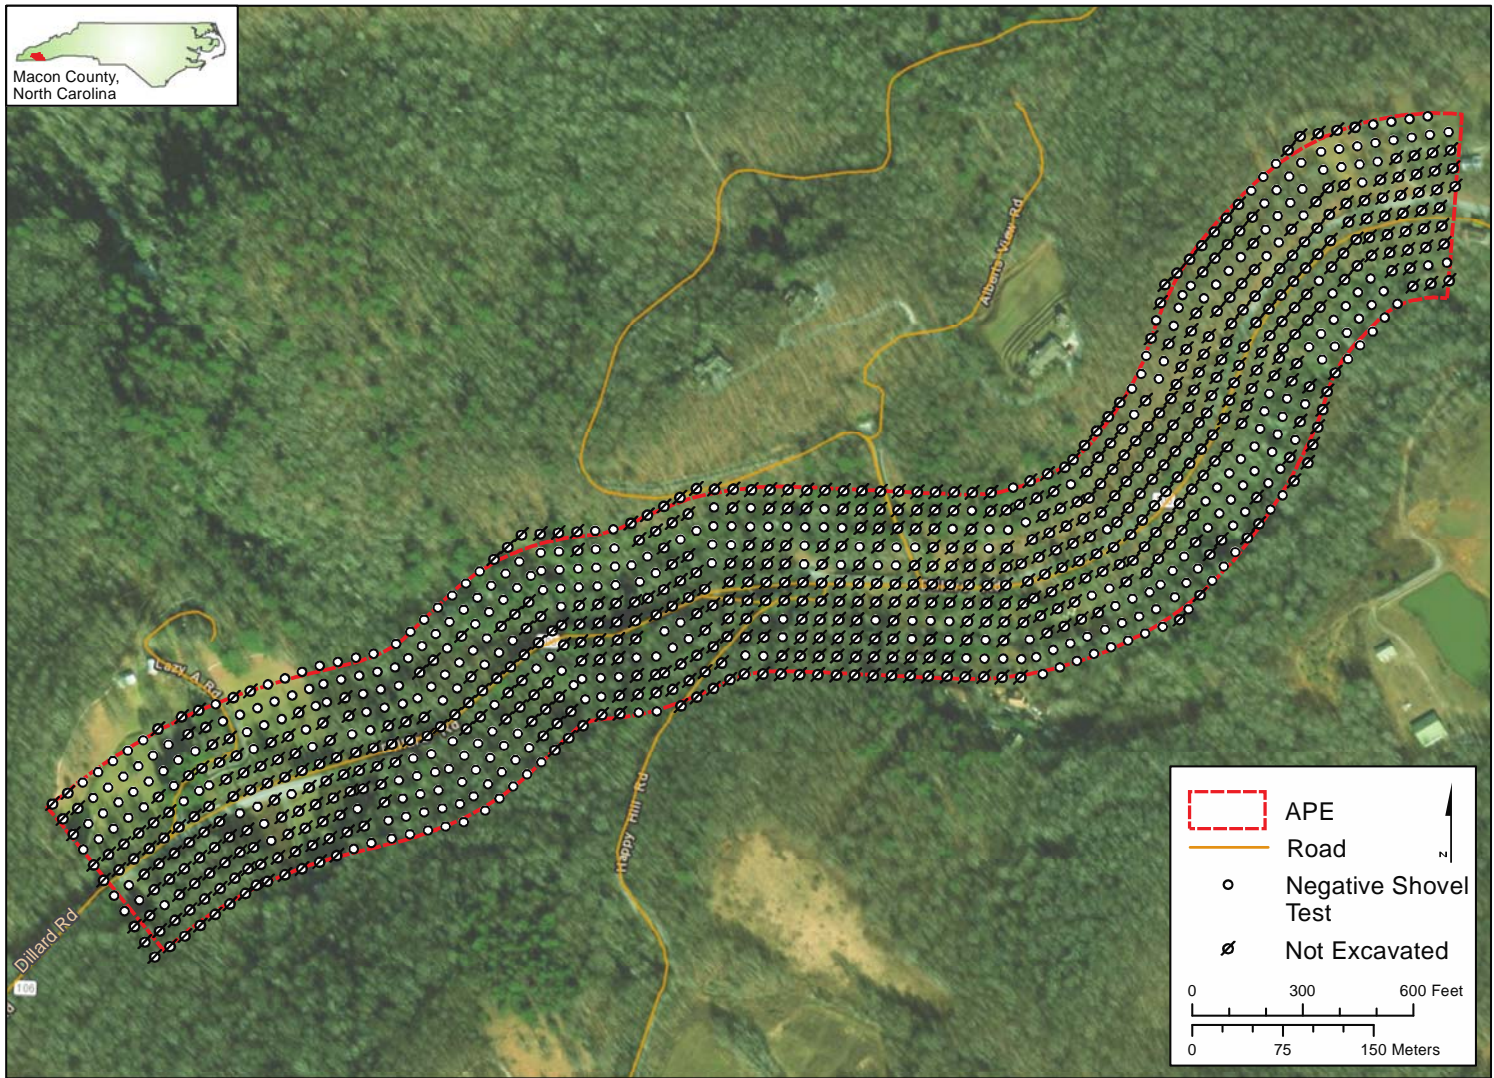 Macon County,
North Carolina
Alberts View Rd
Lazy A Rd
Rd
Happy Hill Rd
Dillard Rd
106
APE
Road
Negative Shovel
Test
Not Excavated
N
0 300 600 Feet
0 75 150 Meters